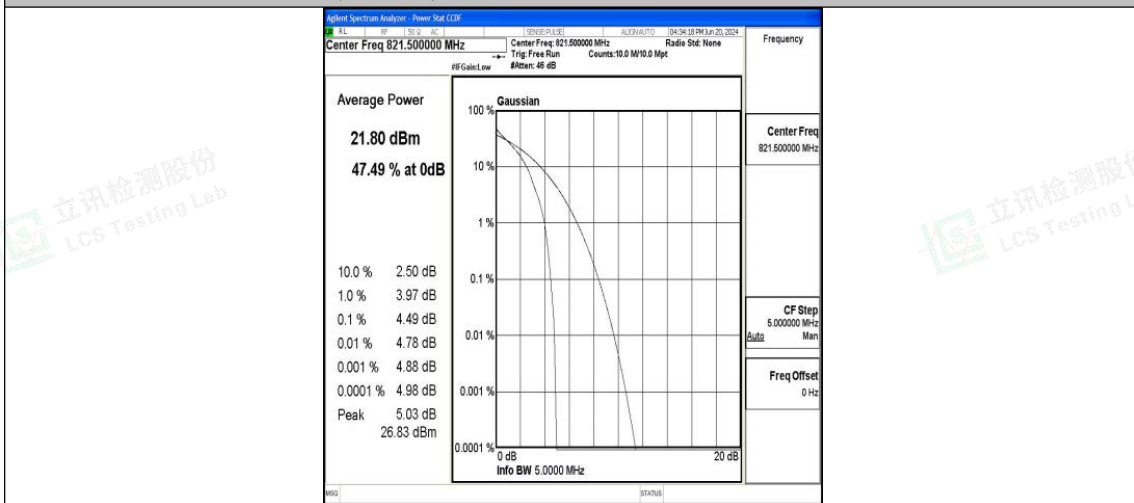 Agilent Spectrum Analyzer - Power Stat CCDF
RL RF 50 Ω AC SENSE:PULSE ALIGN AUTO 04:34:18 PM Jun 20, 2024
Center Freq 821.500000 MHz
Center Freq: 821.500000 MHz Radio Std: None
Trig: Free Run Counts:10.0 M/10.0 Mpt
#IFGain:Low #Atten: 46 dB
Frequency
Average Power
21.80 dBm
47.49 % at 0dB
10.0 % 2.50 dB
1.0 % 3.97 dB
0.1 % 4.49 dB
0.01 % 4.78 dB
0.001 % 4.88 dB
0.0001 % 4.98 dB
Peak 5.03 dB
26.83 dBm
Gaussian
100 %
10 %
1 %
0.1 %
0.01 %
0.001 %
0.0001 %
0 dB 20 dB
Info BW 5.0000 MHz
Center Freq
821.500000 MHz
CF Step
5.000000 MHz
Auto Man
Freq Offset
0 Hz
MSG STATUS
立讯检测股份
LCS Testing Lab
立讯检测股份
LCS Testing L